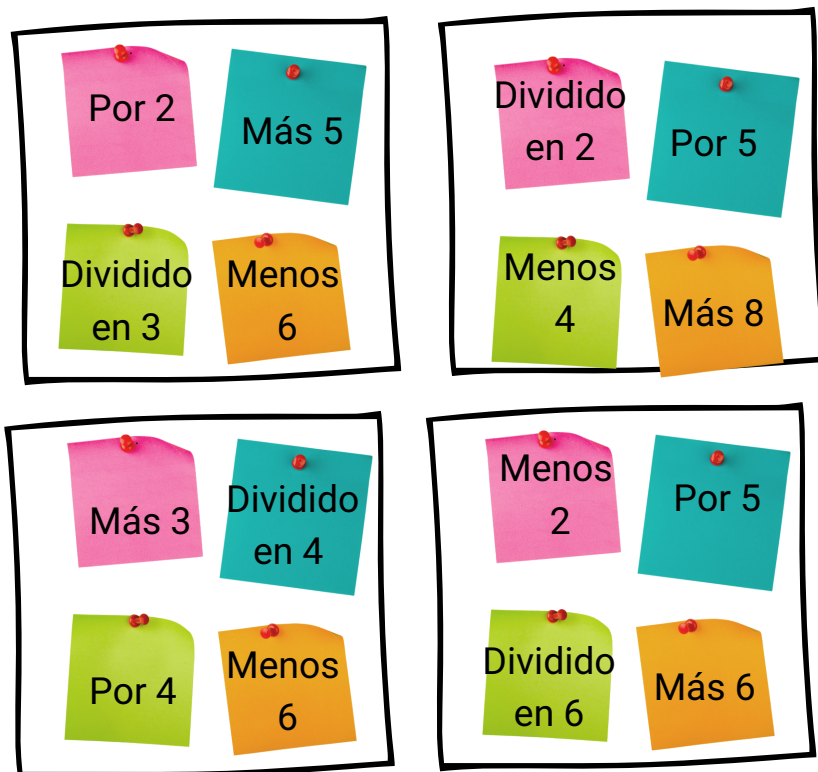 Por 2
Más 5
Dividido
en 3
Menos
6
Dividido
en 2
Por 5
Menos
4
Más 8
Más 3
Dividido
en 4
Por 4
Menos
6
Menos
2
Por 5
Dividido
en 6
Más 6